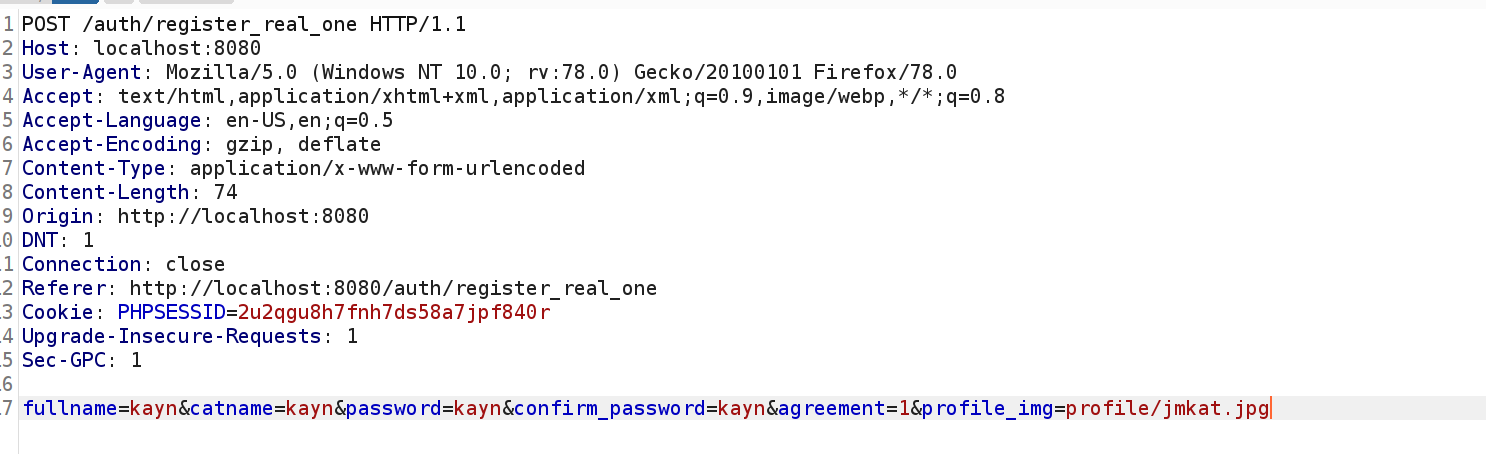 1 POST /auth/register_real_one HTTP/1.1
2 Host: localhost:8080
3 User-Agent: Mozilla/5.0 (Windows NT 10.0; rv:78.0) Gecko/20100101 Firefox/78.0
4 Accept: text/html,application/xhtml+xml,application/xml;q=0.9,image/webp,*/*;q=0.8
5 Accept-Language: en-US,en;q=0.5
6 Accept-Encoding: gzip, deflate
7 Content-Type: application/x-www-form-urlencoded
8 Content-Length: 74
9 Origin: http://localhost:8080
0 DNT: 1
1 Connection: close
2 Referer: http://localhost:8080/auth/register_real_one
3 Cookie: PHPSESSID=2u2qgu8h7fnh7ds58a7jpf840r
4 Upgrade-Insecure-Requests: 1
5 Sec-GPC: 1
6
7 fullname=kayn&catname=kayn&password=kayn&confirm_password=kayn&agreement=1&profile_img=profile/jmkat.jpg